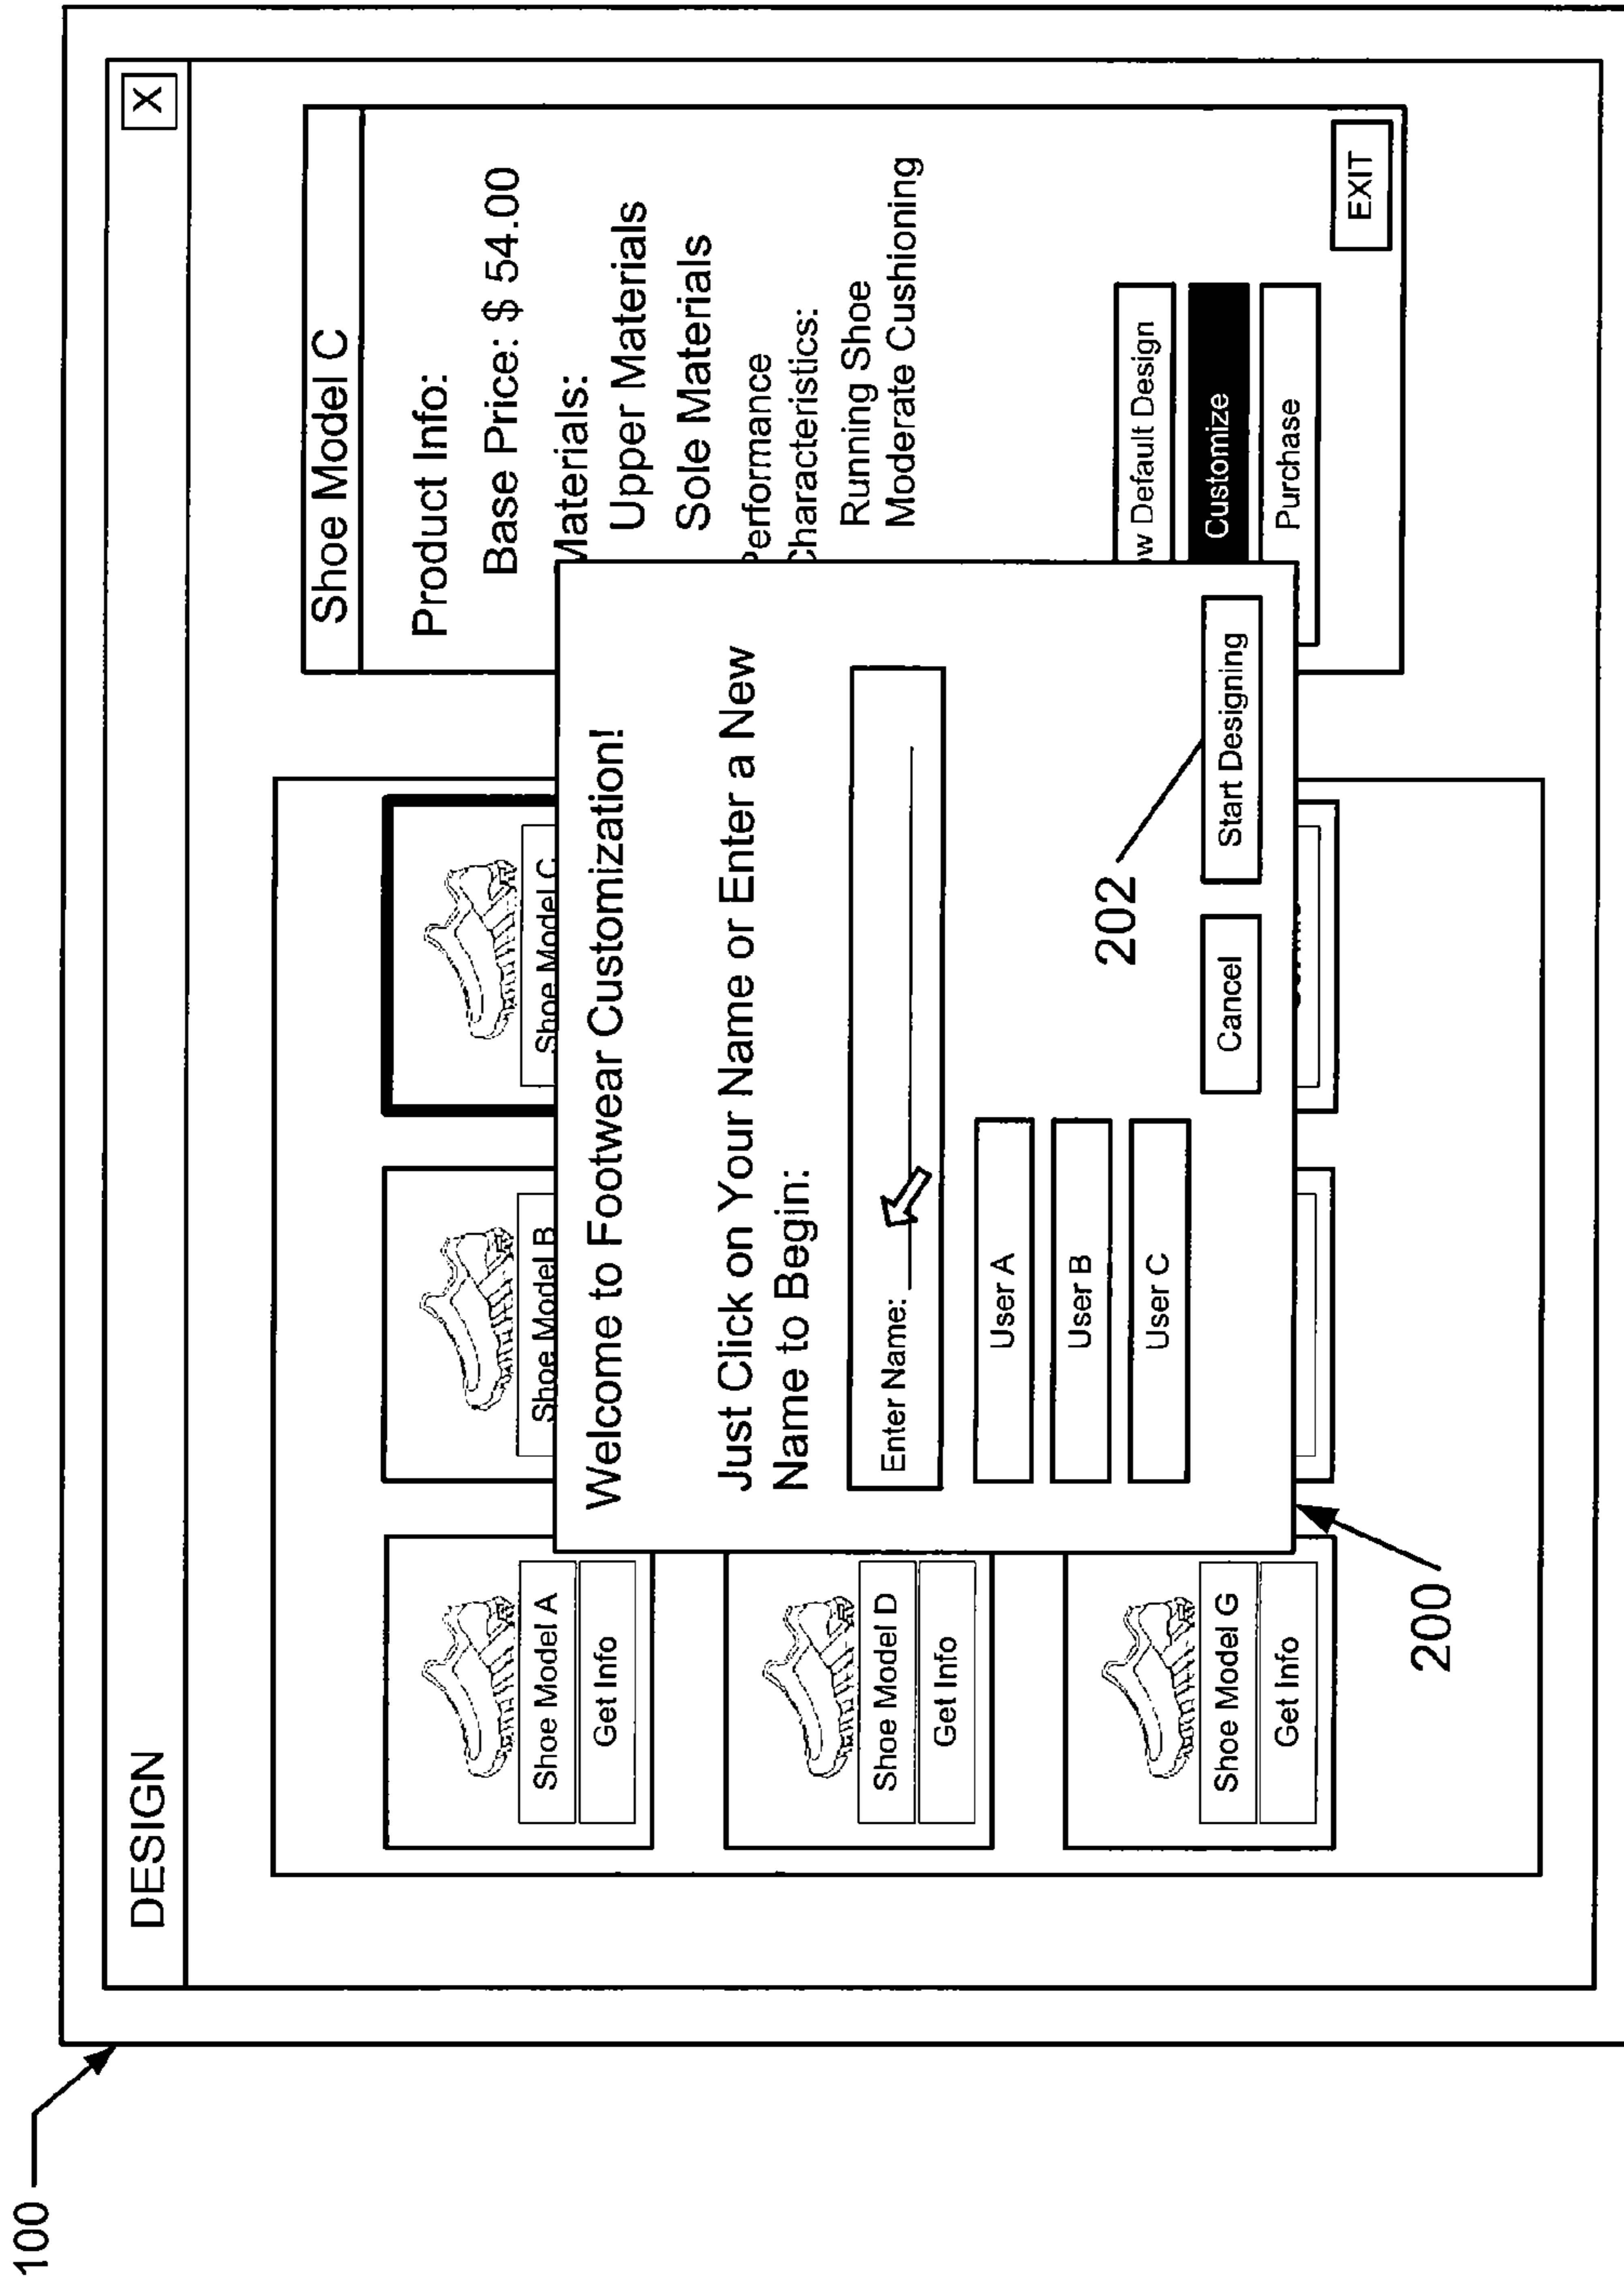 100
DESIGN
X
Shoe Model A
Get Info
Shoe Model B
Shoe Model C
Shoe Model D
Get Info
Shoe Model G
Get Info
Shoe Model C
Product Info:
Base Price: $ 54.00
Materials:
Upper Materials
Sole Materials
Performance
Characteristics:
Running Shoe
Moderate Cushioning
Default Design
Customize
Purchase
EXIT
Welcome to Footwear Customization!
Just Click on Your Name or Enter a New
Name to Begin:
Enter Name:
User A
User B
User C
202
Cancel
Start Designing
200